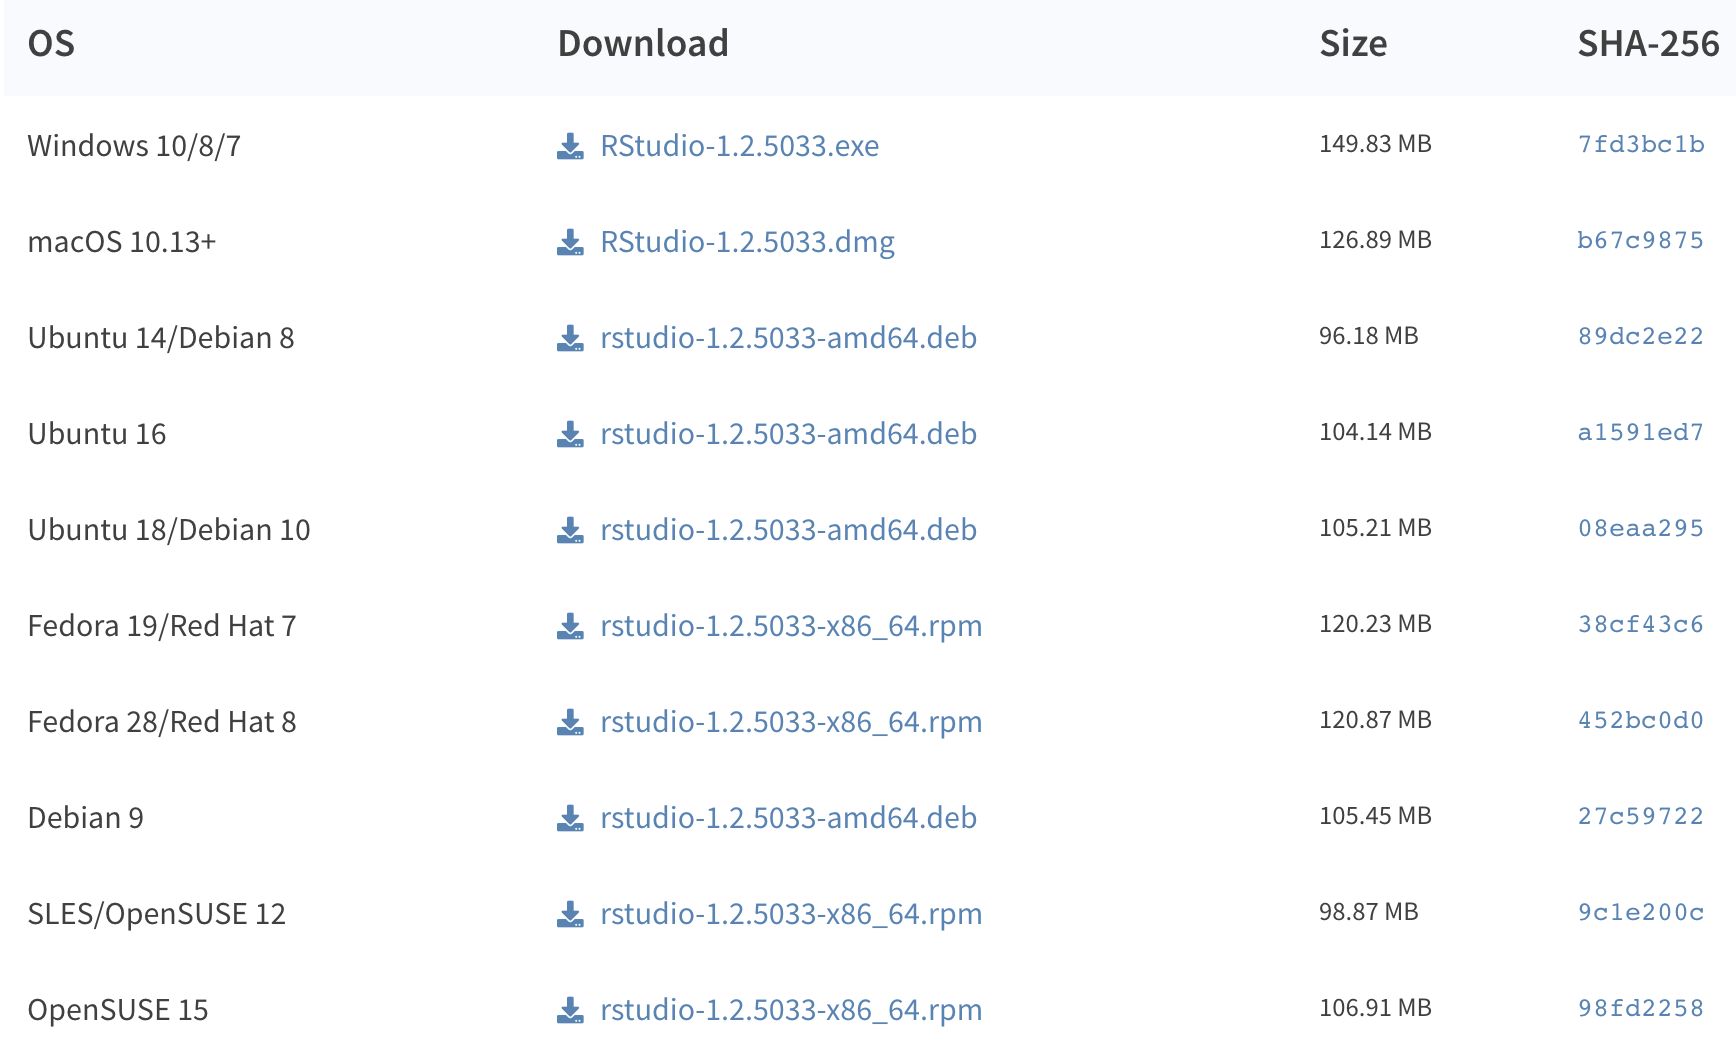 OS Download Size SHA-256
Windows 10/8/7 RStudio-1.2.5033.exe 149.83 MB 7fd3bc1b
macOS 10.13+ RStudio-1.2.5033.dmg 126.89 MB b67c9875
Ubuntu 14/Debian 8 rstudio-1.2.5033-amd64.deb 96.18 MB 89dc2e22
Ubuntu 16 rstudio-1.2.5033-amd64.deb 104.14 MB a1591ed7
Ubuntu 18/Debian 10 rstudio-1.2.5033-amd64.deb 105.21 MB 08eaa295
Fedora 19/Red Hat 7 rstudio-1.2.5033-x86_64.rpm 120.23 MB 38cf43c6
Fedora 28/Red Hat 8 rstudio-1.2.5033-x86_64.rpm 120.87 MB 452bc0d0
Debian 9 rstudio-1.2.5033-amd64.deb 105.45 MB 27c59722
SLES/OpenSUSE 12 rstudio-1.2.5033-x86_64.rpm 98.87 MB 9c1e200c
OpenSUSE 15 rstudio-1.2.5033-x86_64.rpm 106.91 MB 98fd2258